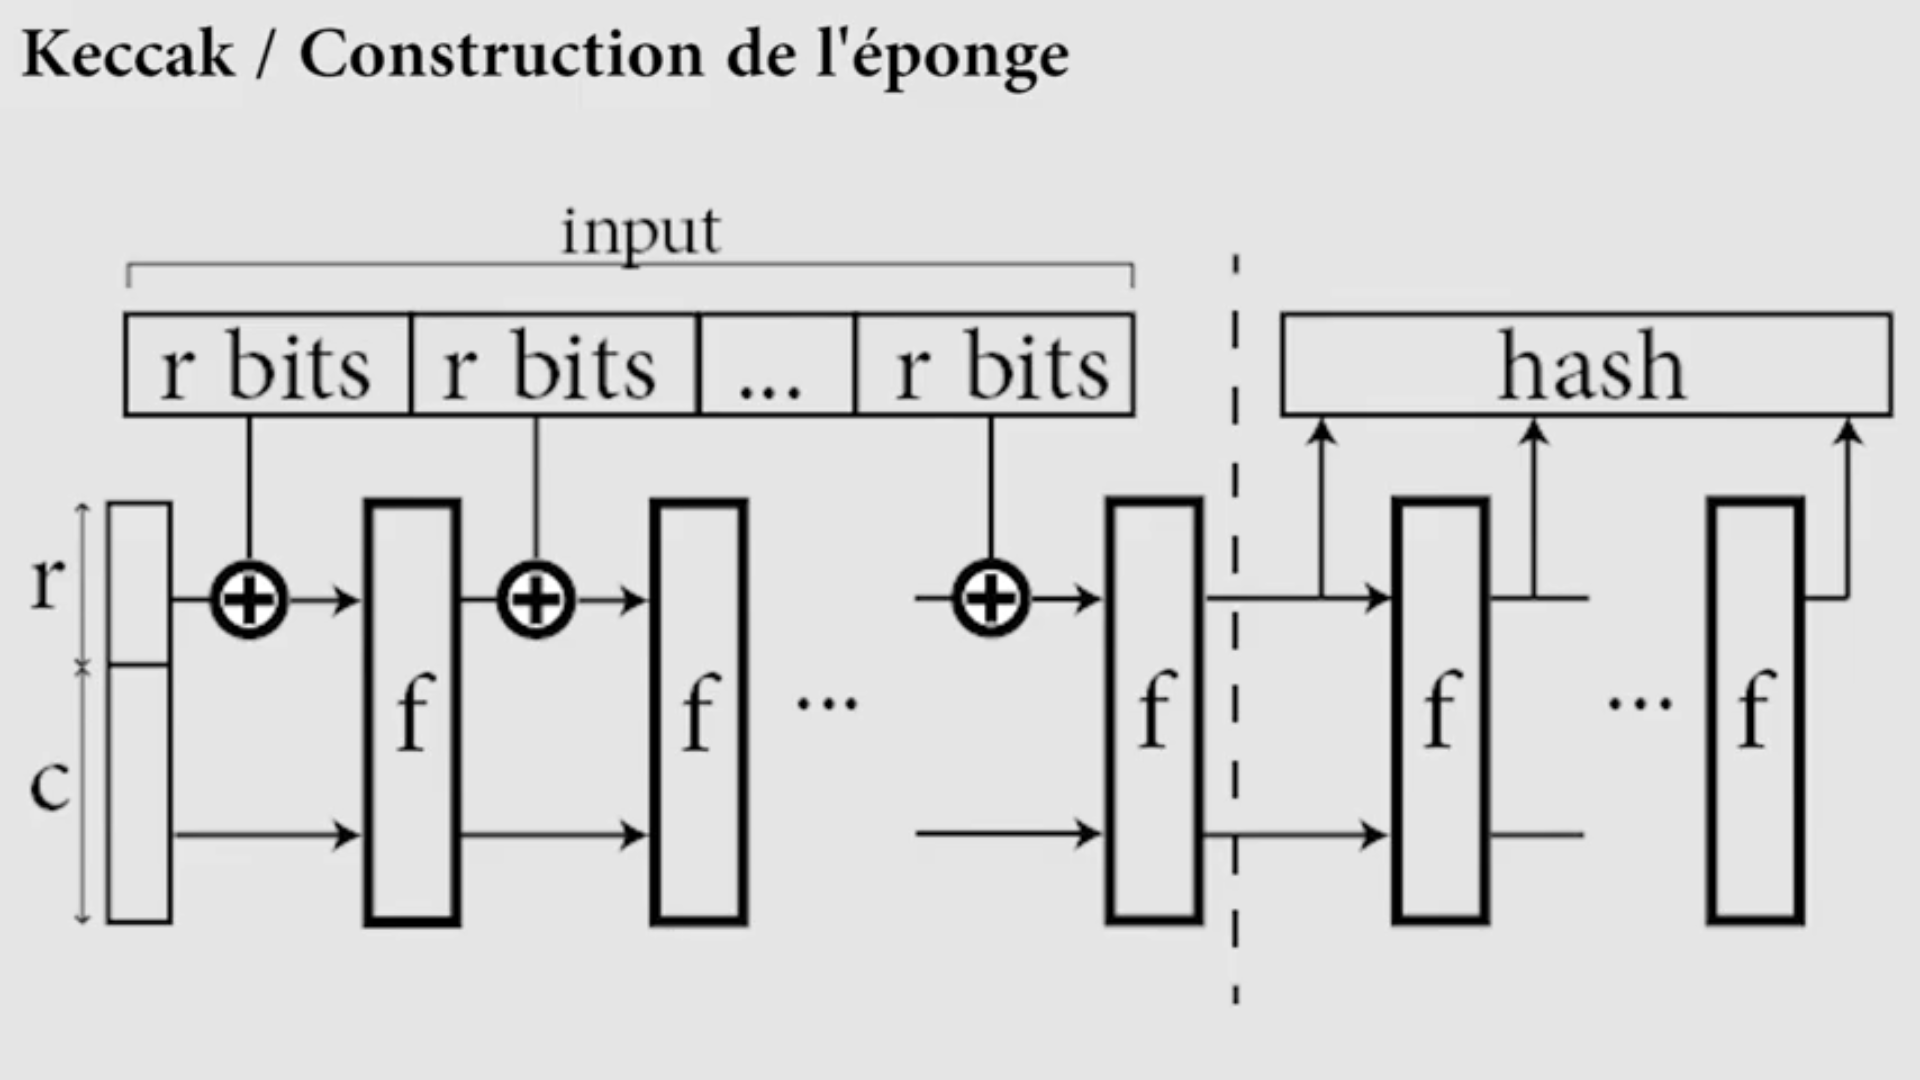 Keccak / Construction de l'éponge
input
r bits r bits ... r bits
hash
r
c
f f ... f f ... f